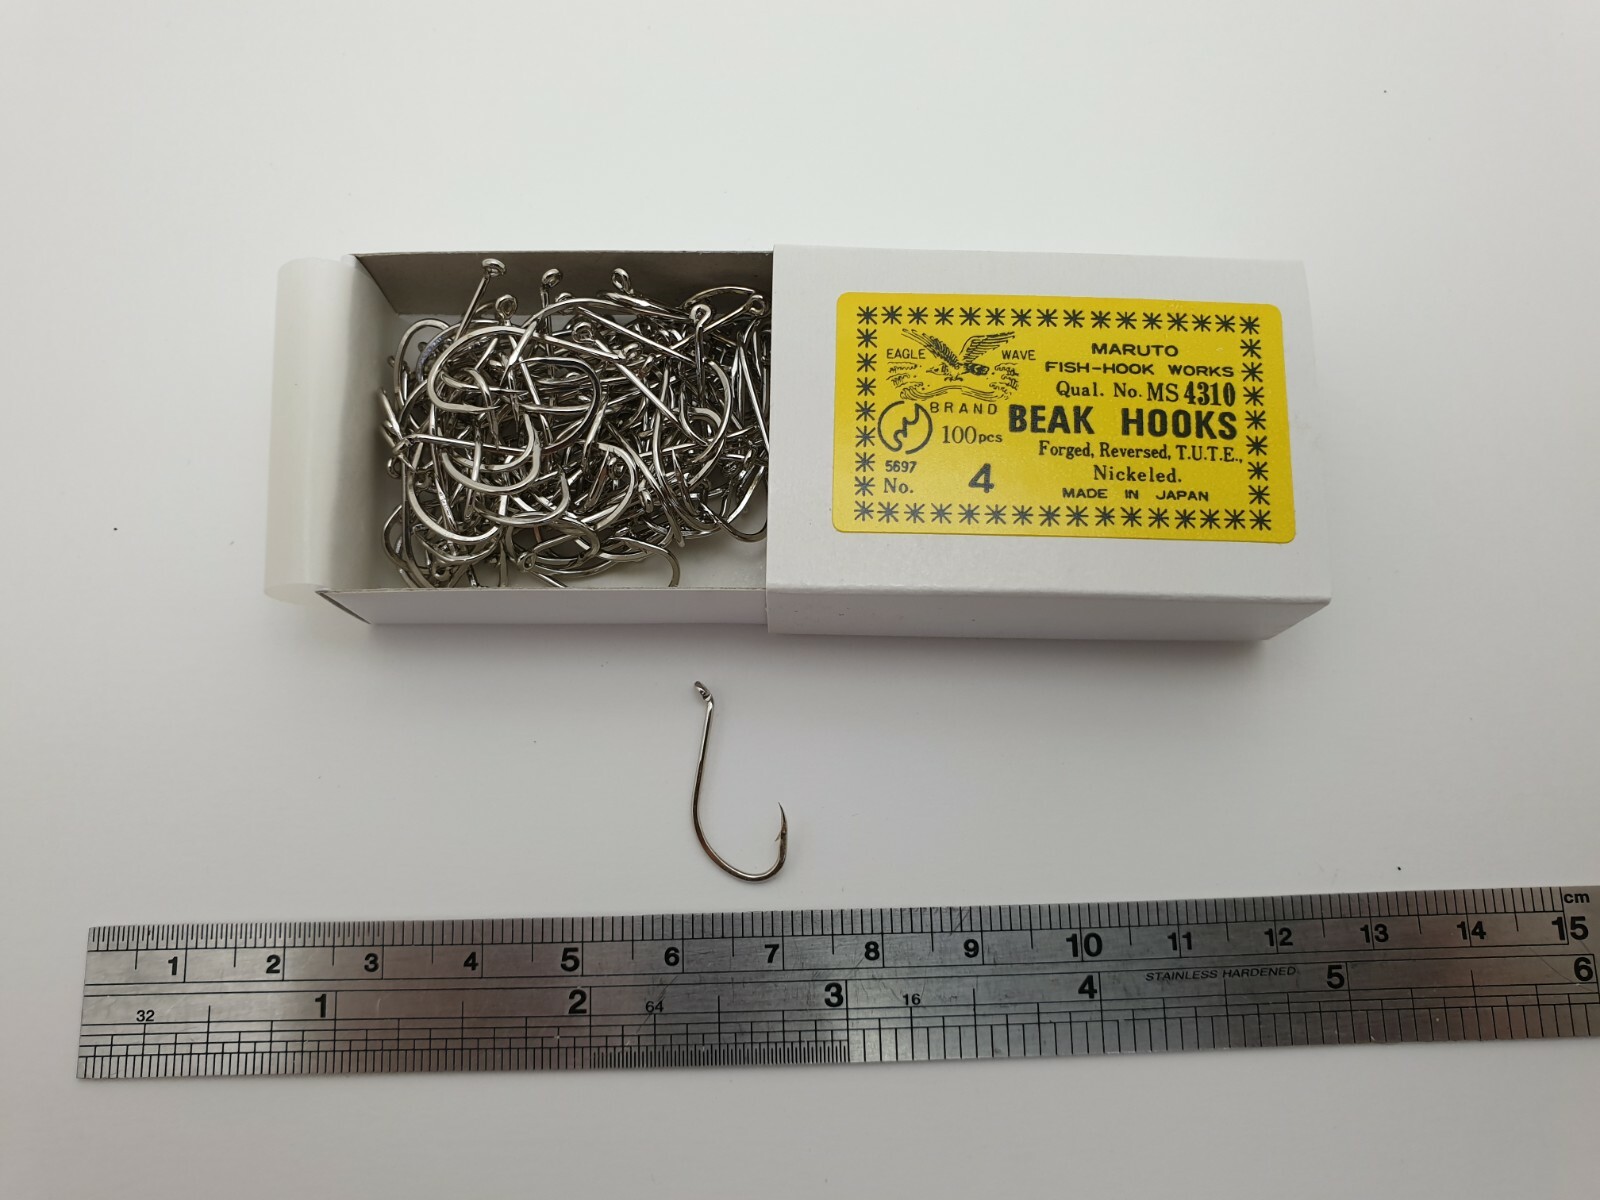 EAGLE WAVE
BRAND
MARUTO
FISH-HOOK WORKS
Qual. No. MS 4310
BEAK HOOKS
100pcs
Forged, Reversed, T.U.T.E.,
Nickeled.
5697
No. 4
MADE IN JAPAN
cm
1 2 3 4 5 6 7 8 9 10 11 12 13 14 15
STAINLESS HARDENED
1 2 3 4 5 6
32 64 16